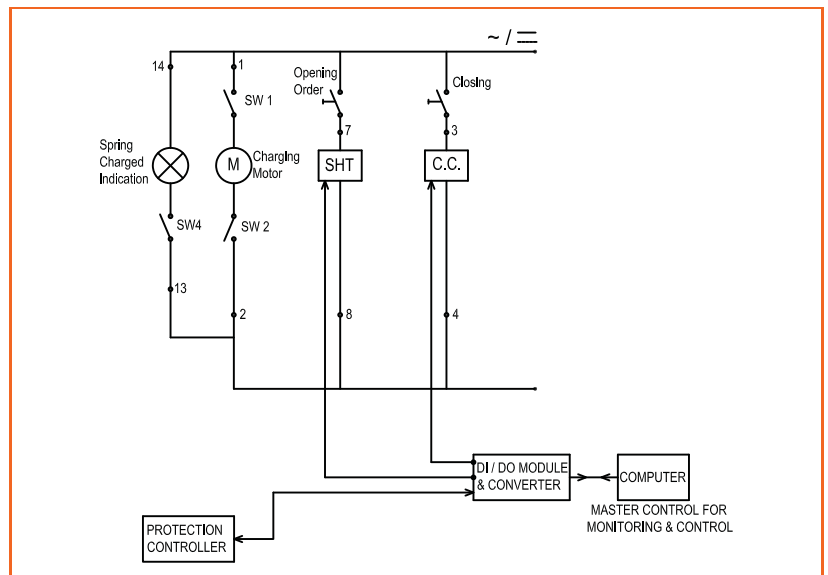 ~ / ⎓
14
1
Opening
Order
Closing
SW 1
7
3
Spring
Charged
Indication
M
Charging
Motor
SHT
C.C.
SW4
SW 2
13
2
8
4
DI / DO MODULE
& CONVERTER
COMPUTER
MASTER CONTROL FOR
MONITORING & CONTROL
PROTECTION
CONTROLLER